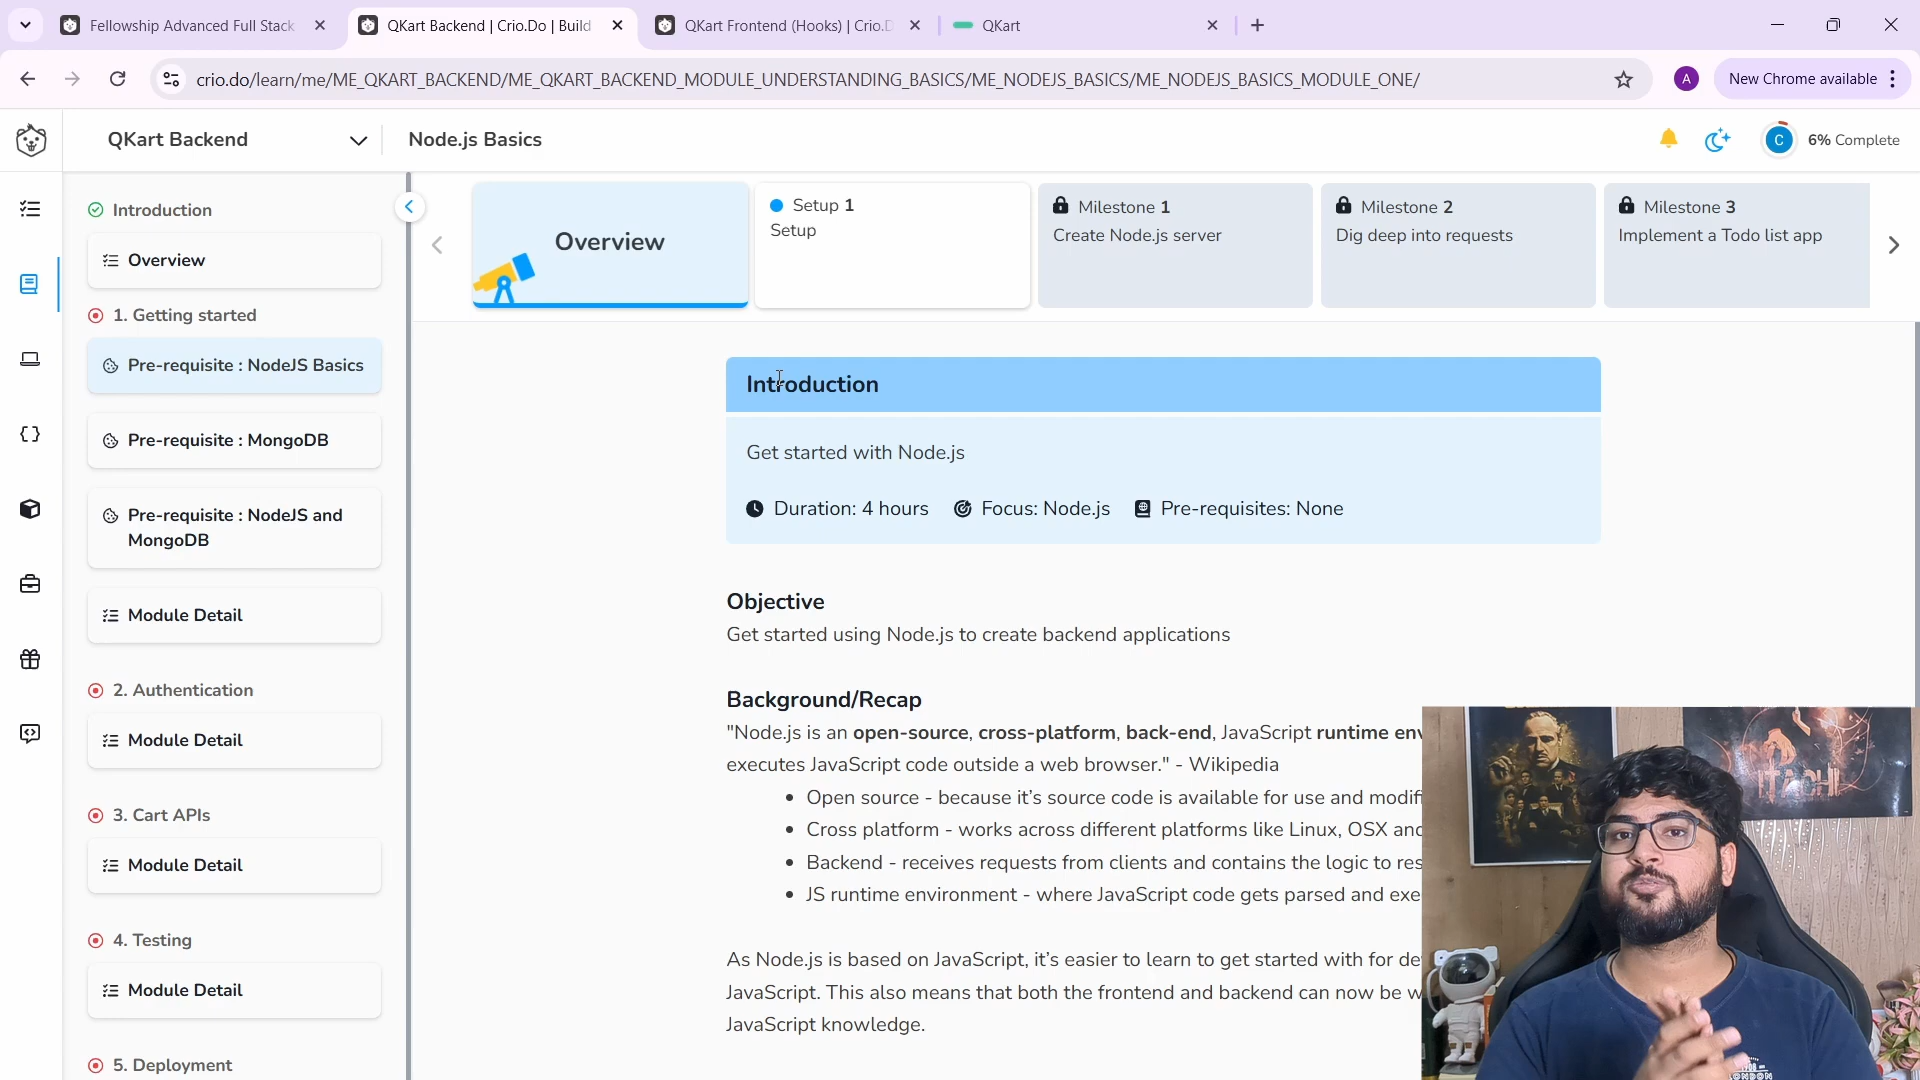 Fellowship Advanced Full Stack
QKart Backend | Crio.Do | Build
QKart Frontend (Hooks) | Crio.D
QKart
crio.do/learn/me/ME_QKART_BACKEND/ME_QKART_BACKEND_MODULE_UNDERSTANDING_BASICS/ME_NODEJS_BASICS/ME_NODEJS_BASICS_MODULE_ONE/
A
New Chrome available
QKart Backend
Node.js Basics
C
6% Complete
Introduction
Overview
1. Getting started
Pre-requisite : NodeJS Basics
Pre-requisite : MongoDB
Pre-requisite : NodeJS and
MongoDB
Module Detail
2. Authentication
Module Detail
3. Cart APIs
Module Detail
4. Testing
Module Detail
5. Deployment
Overview
Setup 1
Setup
Milestone 1
Create Node.js server
Milestone 2
Dig deep into requests
Milestone 3
Implement a Todo list app
Introduction
Get started with Node.js
Duration: 4 hours
Focus: Node.js
Pre-requisites: None
Objective
Get started using Node.js to create backend applications
Background/Recap
"Node.js is an open-source, cross-platform, back-end, JavaScript runtime env
executes JavaScript code outside a web browser." - Wikipedia
Open source - because it's source code is available for use and modif
Cross platform - works across different platforms like Linux, OSX and
Backend - receives requests from clients and contains the logic to res
JS runtime environment - where JavaScript code gets parsed and exe
As Node.js is based on JavaScript, it's easier to learn to get started with for de
JavaScript. This also means that both the frontend and backend can now be w
JavaScript knowledge.
ITACHI
LONDON